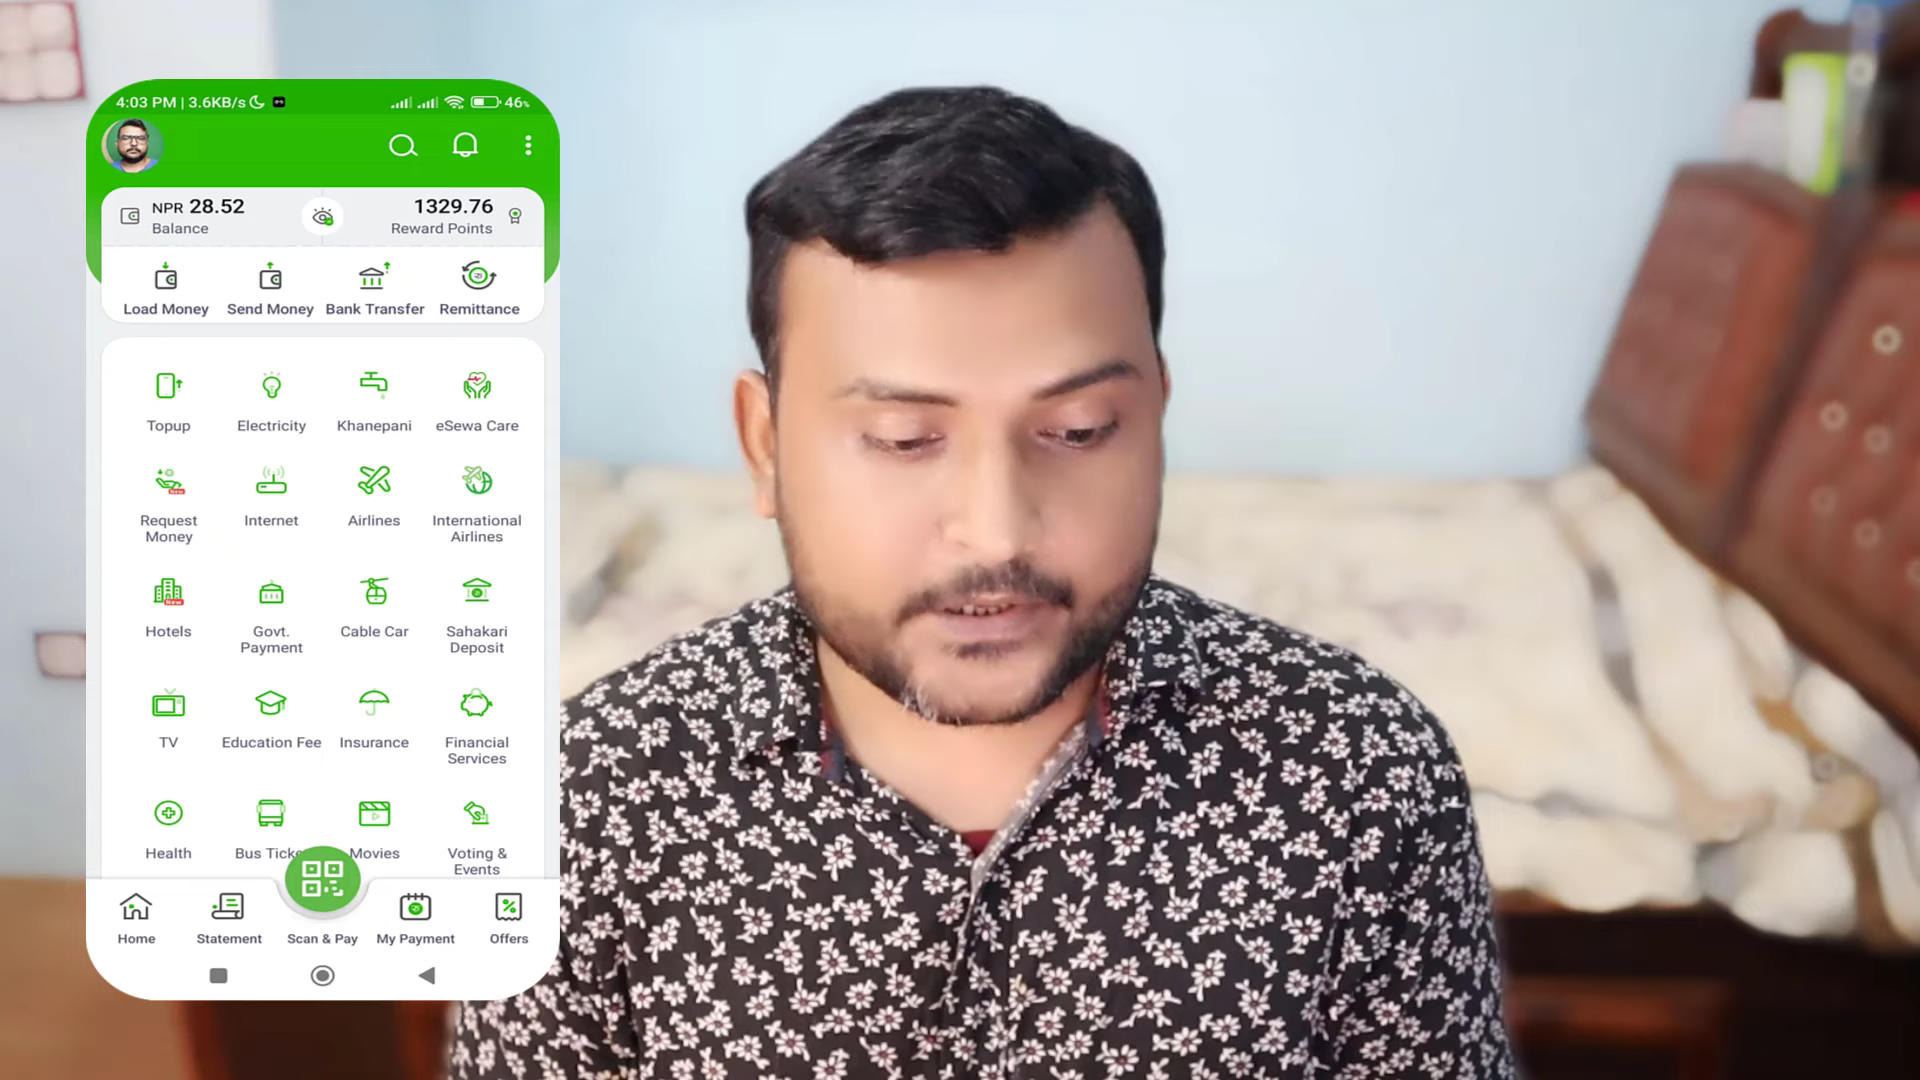 4:03 PM | 3.6KB/s 46%
NPR 28.52 1329.76
Balance Reward Points
Load Money Send Money Bank Transfer Remittance
Topup Electricity Khanepani eSewa Care
Request Money Internet Airlines International Airlines
Hotels Govt. Payment Cable Car Sahakari Deposit
TV Education Fee Insurance Financial Services
Health Bus Ticke Movies Voting & Events
Home Statement Scan & Pay My Payment Offers